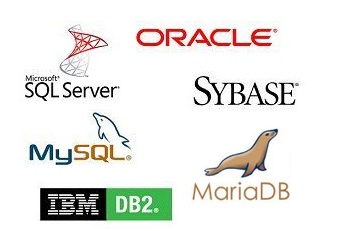 ORACLE®
Microsoft®
SQL Server®
SYBASE®
MySQL®
MariaDB
IBM DB2®